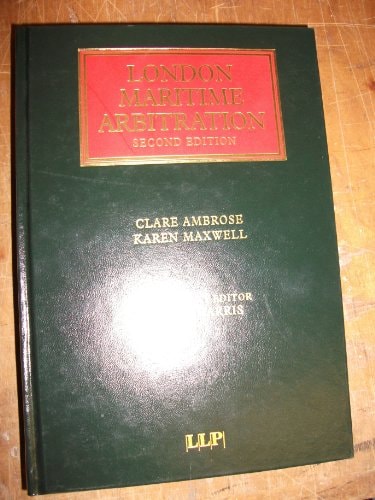 LONDON
MARITIME
ARBITRATION
SECOND EDITION
CLARE AMBROSE
KAREN MAXWELL
EDITOR
LLP